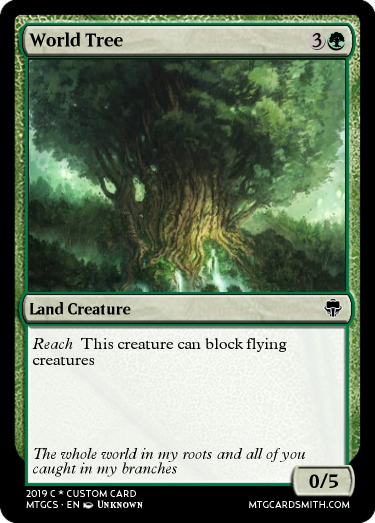 World Tree 3
Land Creature
Reach This creature can block flying
creatures
The whole world in my roots and all of you
caught in my branches
0/5
2019 C * CUSTOM CARD
MTGCS · EN Unknown
MTGCARDSMITH.COM